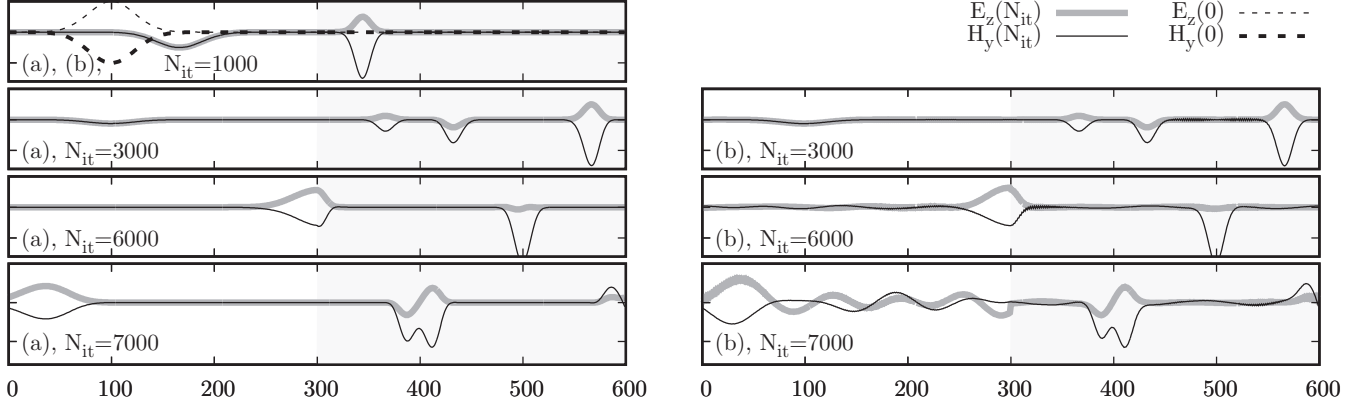 E_z(N_it) E_z(0)
H_y(N_it) H_y(0)
(a), (b), N_it=1000
(a), N_it=3000
(b), N_it=3000
(a), N_it=6000
(b), N_it=6000
(a), N_it=7000
(b), N_it=7000
0 100 200 300 400 500 600
0 100 200 300 400 500 600